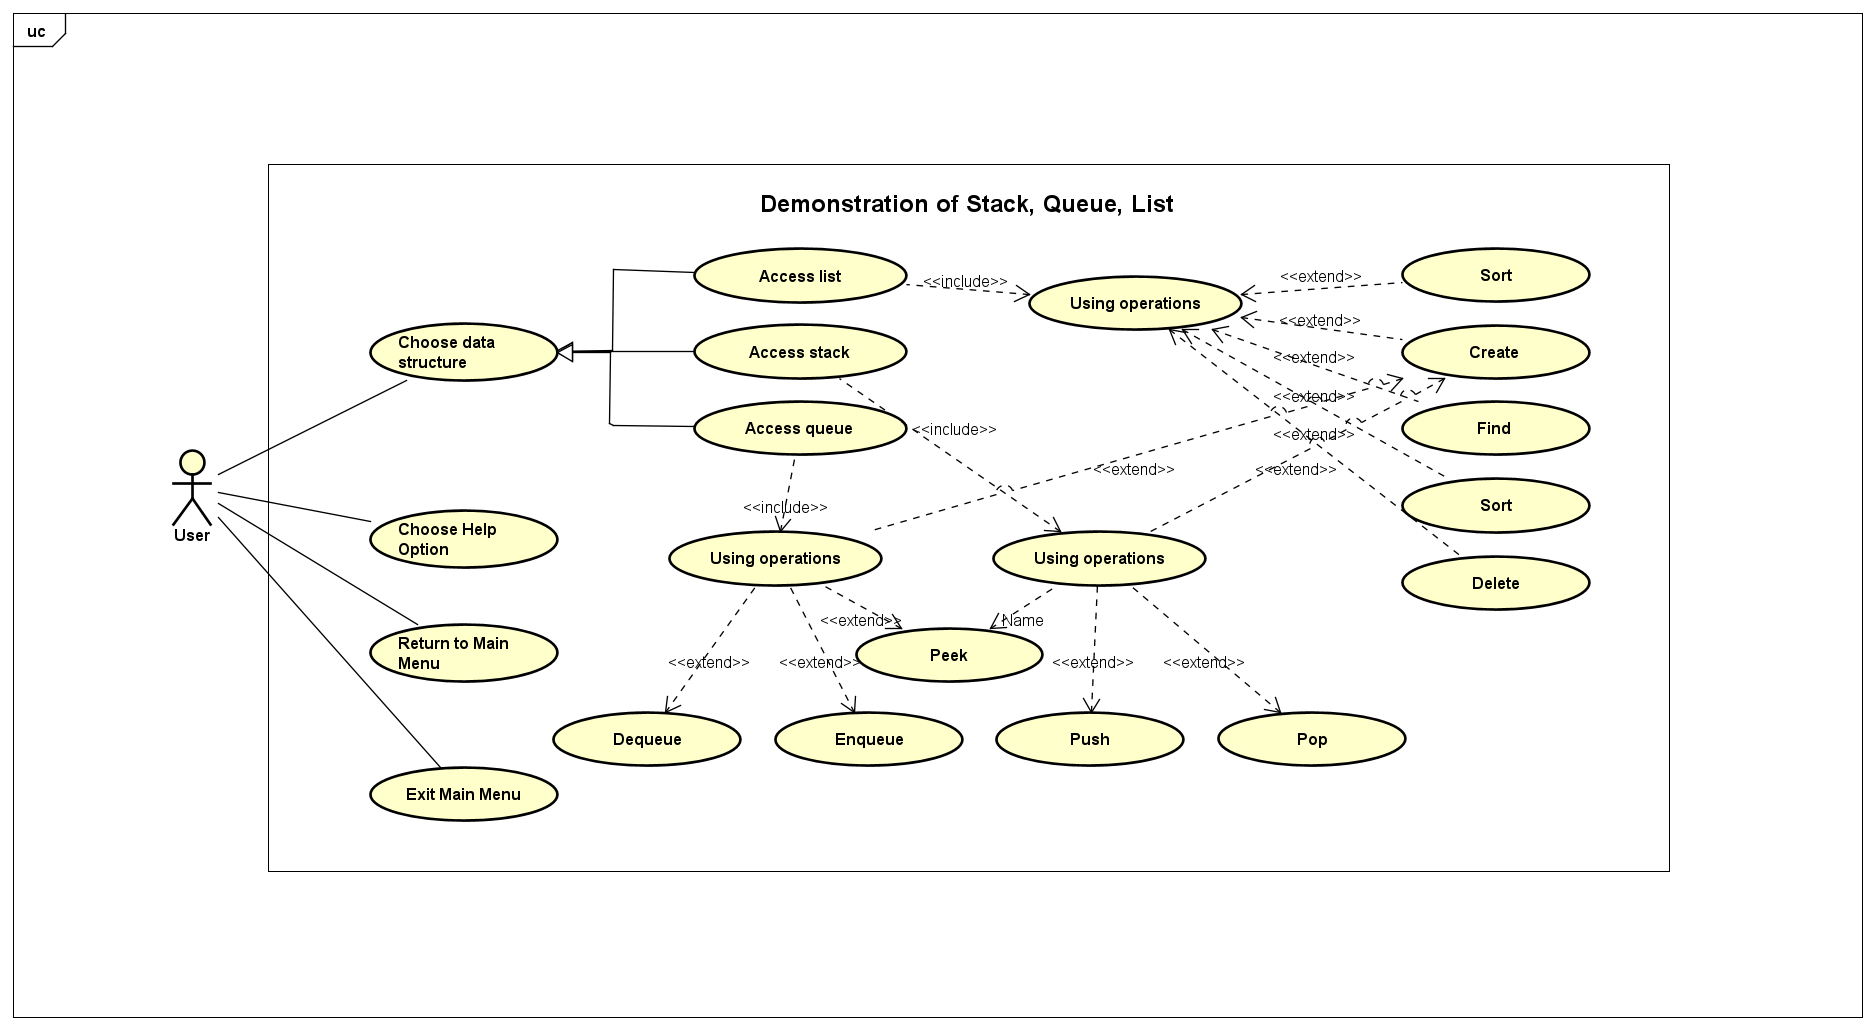 uc
Demonstration of Stack, Queue, List
Access list
<<include>>
Using operations
<<extend>>
Sort
<<extend>>
Choose data
structure
Access stack
<<extend>>
Create
<<extend>>
Access queue
<<include>>
<<extend>>
Find
<<extend>>
<<extend>>
User
<<include>>
Sort
Choose Help
Option
Using operations
Using operations
Delete
<<extend>>
Name
Return to Main
Menu
Peek
<<extend>>
<<extend>>
<<extend>>
<<extend>>
Dequeue
Enqueue
Push
Pop
Exit Main Menu